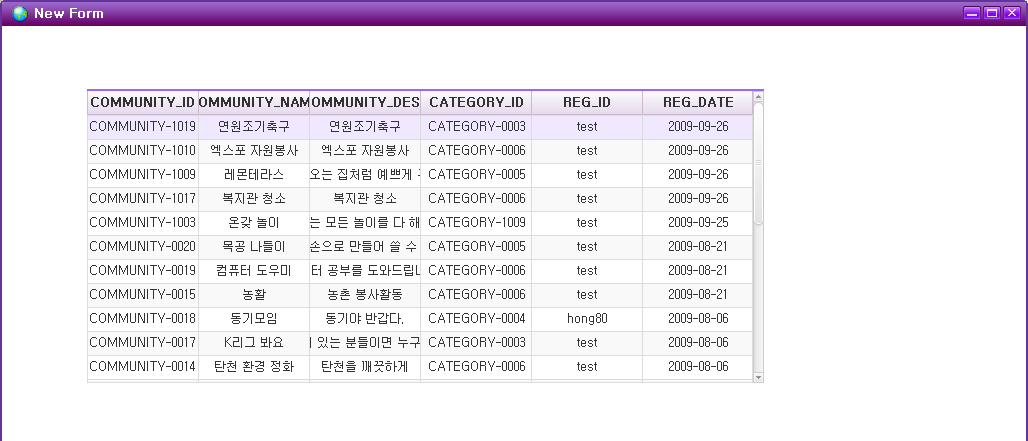 New Form
COMMUNITY_ID OMMUNITY_NAM OMMUNITY_DES CATEGORY_ID REG_ID REG_DATE
COMMUNITY-1019 연원조기축구 연원조기축구 CATEGORY-0003 test 2009-09-26
COMMUNITY-1010 엑스포 자원봉사 엑스포 자원봉사 CATEGORY-0006 test 2009-09-26
COMMUNITY-1009 레몬테라스 오는 집처럼 예쁘게 CATEGORY-0005 test 2009-09-26
COMMUNITY-1017 복지관 청소 복지관 청소 CATEGORY-0006 test 2009-09-26
COMMUNITY-1003 온갖 놀이 는 모든 놀이를 다 해 CATEGORY-1009 test 2009-09-25
COMMUNITY-0020 목공 나들이 손으로 만들어 쓸 수 CATEGORY-0005 test 2009-08-21
COMMUNITY-0019 컴퓨터 도우미 터 공부를 도와드립니 CATEGORY-0006 test 2009-08-21
COMMUNITY-0015 농활 농촌 봉사활동 CATEGORY-0006 test 2009-08-21
COMMUNITY-0018 동기모임 동기야 반갑다. CATEGORY-0004 hong80 2009-08-06
COMMUNITY-0017 K리그 봐요 있는 분들이면 누구 CATEGORY-0003 test 2009-08-06
COMMUNITY-0014 탄천 환경 정화 탄천을 깨끗하게 CATEGORY-0006 test 2009-08-06